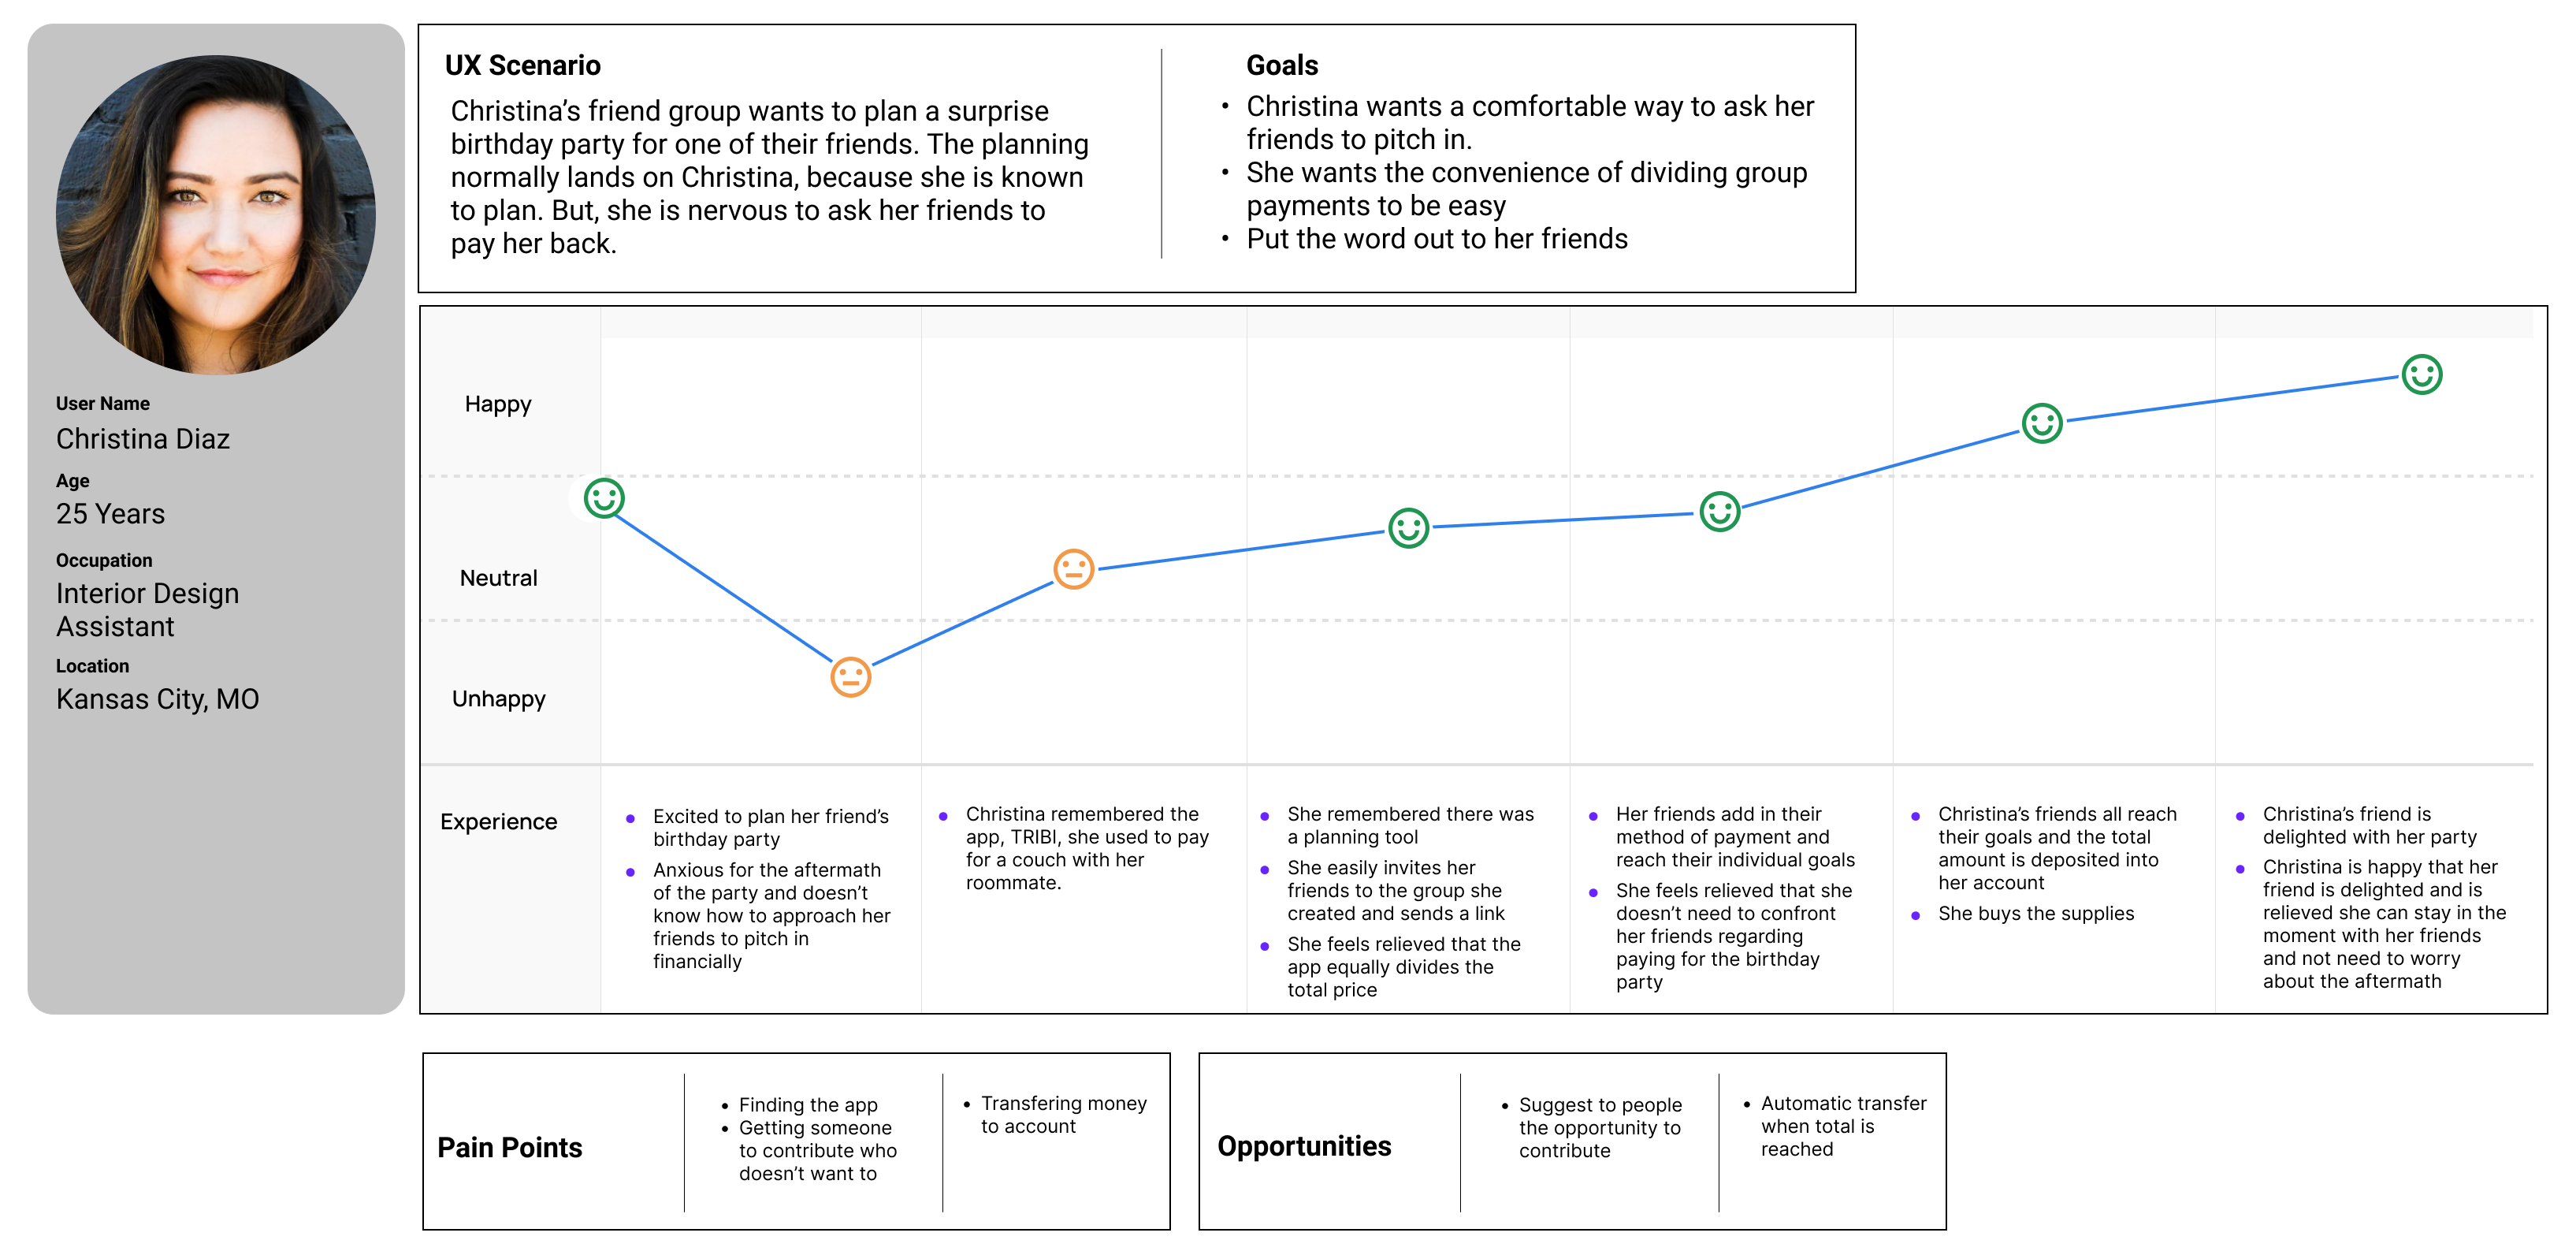 User Name
Christina Diaz
Age
25 Years
Occupation
Interior Design
Assistant
Location
Kansas City, MO
UX Scenario
Christina’s friend group wants to plan a surprise
birthday party for one of their friends. The planning
normally lands on Christina, because she is known
to plan. But, she is nervous to ask her friends to
pay her back.
Goals
• Christina wants a comfortable way to ask her
friends to pitch in.
• She wants the convenience of dividing group
payments to be easy
• Put the word out to her friends
Happy
Neutral
Unhappy
Experience
• Excited to plan her friend’s
birthday party
• Anxious for the aftermath
of the party and doesn’t
know how to approach her
friends to pitch in
financially
• Christina remembered the
app, TRIBI, she used to pay
for a couch with her
roommate.
• She remembered there was
a planning tool
• She easily invites her
friends to the group she
created and sends a link
• She feels relieved that the
app equally divides the
total price
• Her friends add in their
method of payment and
reach their individual goals
• She feels relieved that she
doesn’t need to confront
her friends regarding
paying for the birthday
party
• Christina’s friends all reach
their goals and the total
amount is deposited into
her account
• She buys the supplies
• Christina’s friend is
delighted with her party
• Christina is happy that her
friend is delighted and is
relieved she can stay in the
moment with her friends
and not need to worry
about the aftermath
Pain Points
• Finding the app
• Getting someone
to contribute who
doesn’t want to
• Transfering money
to account
Opportunities
• Suggest to people
the opportunity to
contribute
• Automatic transfer
when total is
reached